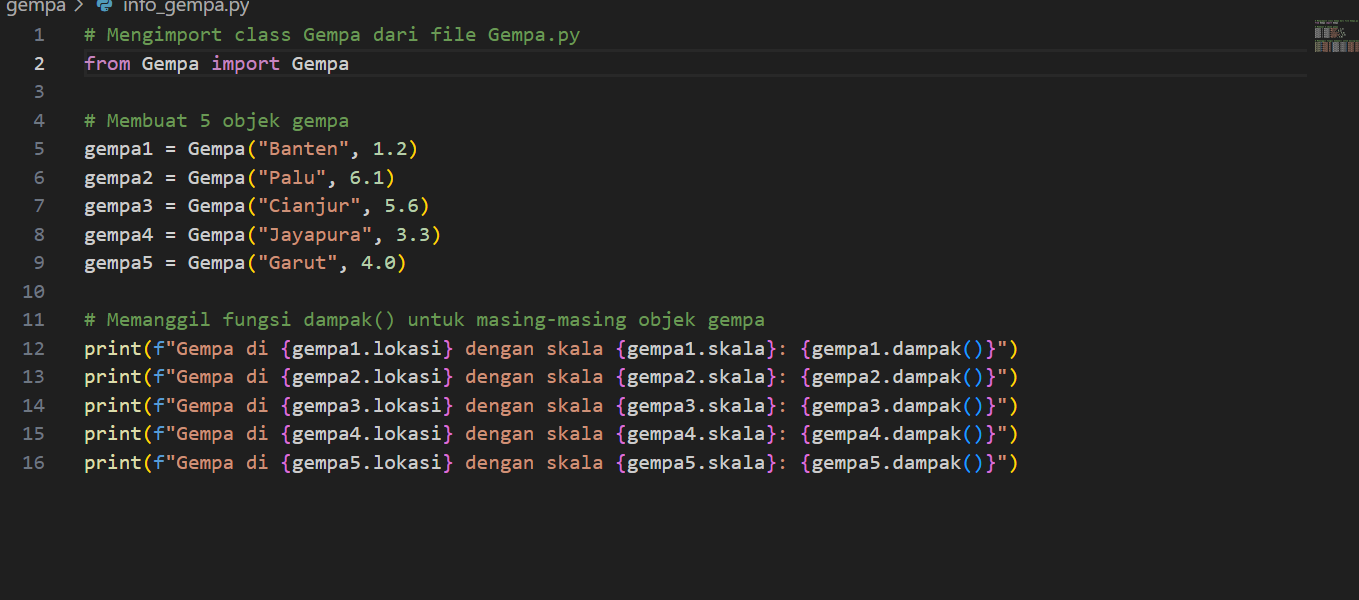 gempa > info_gempa.py
1 # Mengimport class Gempa dari file Gempa.py
2 from Gempa import Gempa
3
4 # Membuat 5 objek gempa
5 gempa1 = Gempa("Banten", 1.2)
6 gempa2 = Gempa("Palu", 6.1)
7 gempa3 = Gempa("Cianjur", 5.6)
8 gempa4 = Gempa("Jayapura", 3.3)
9 gempa5 = Gempa("Garut", 4.0)
10
11 # Memanggil fungsi dampak() untuk masing-masing objek gempa
12 print(f"Gempa di {gempa1.lokasi} dengan skala {gempa1.skala}: {gempa1.dampak()}")
13 print(f"Gempa di {gempa2.lokasi} dengan skala {gempa2.skala}: {gempa2.dampak()}")
14 print(f"Gempa di {gempa3.lokasi} dengan skala {gempa3.skala}: {gempa3.dampak()}")
15 print(f"Gempa di {gempa4.lokasi} dengan skala {gempa4.skala}: {gempa4.dampak()}")
16 print(f"Gempa di {gempa5.lokasi} dengan skala {gempa5.skala}: {gempa5.dampak()}")